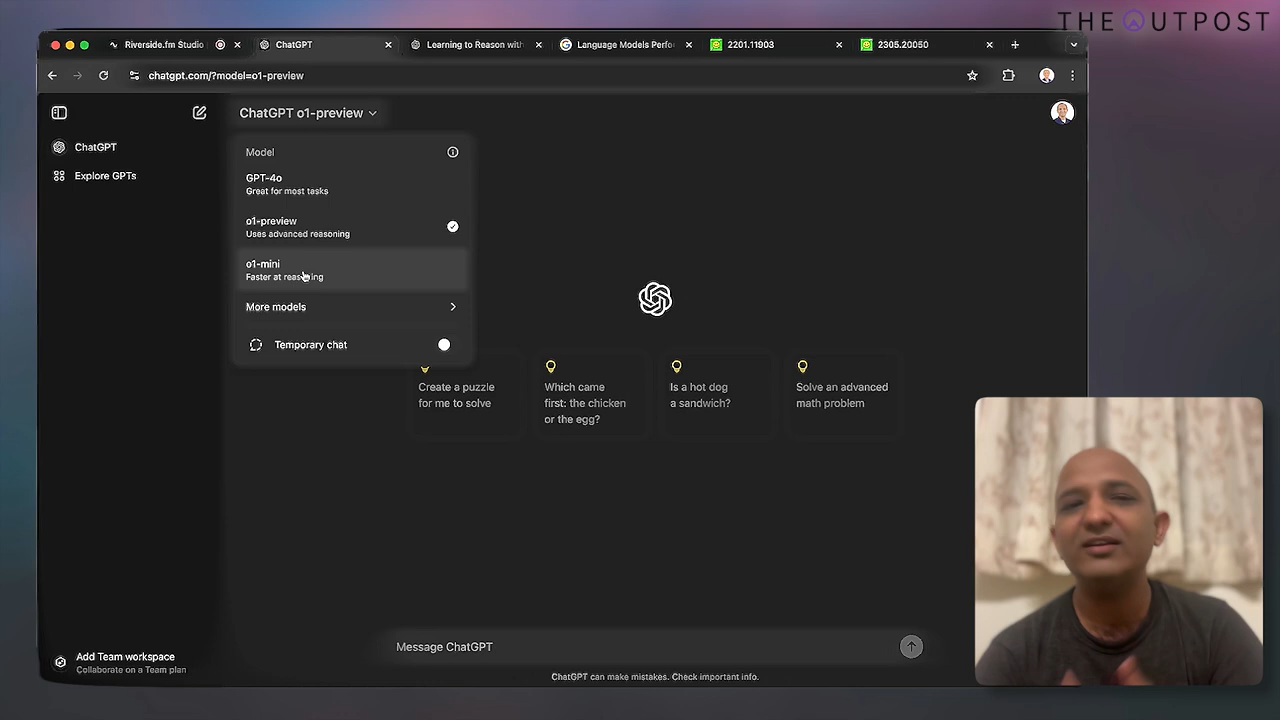 THE OUTPOST
Riverside.fm Studio
ChatGPT
Learning to Reason with
Language Models Perfo
2201.11903
2305.20050
chatgpt.com/?model=o1-preview
ChatGPT o1-preview
ChatGPT
Explore GPTs
Model
GPT-4o
Great for most tasks
o1-preview
Uses advanced reasoning
o1-mini
Faster at reasoning
More models
Temporary chat
Create a puzzle
for me to solve
Which came
first: the chicken
or the egg?
Is a hot dog
a sandwich?
Solve an advanced
math problem
Message ChatGPT
Add Team workspace
Collaborate on a Team plan
ChatGPT can make mistakes. Check important info.